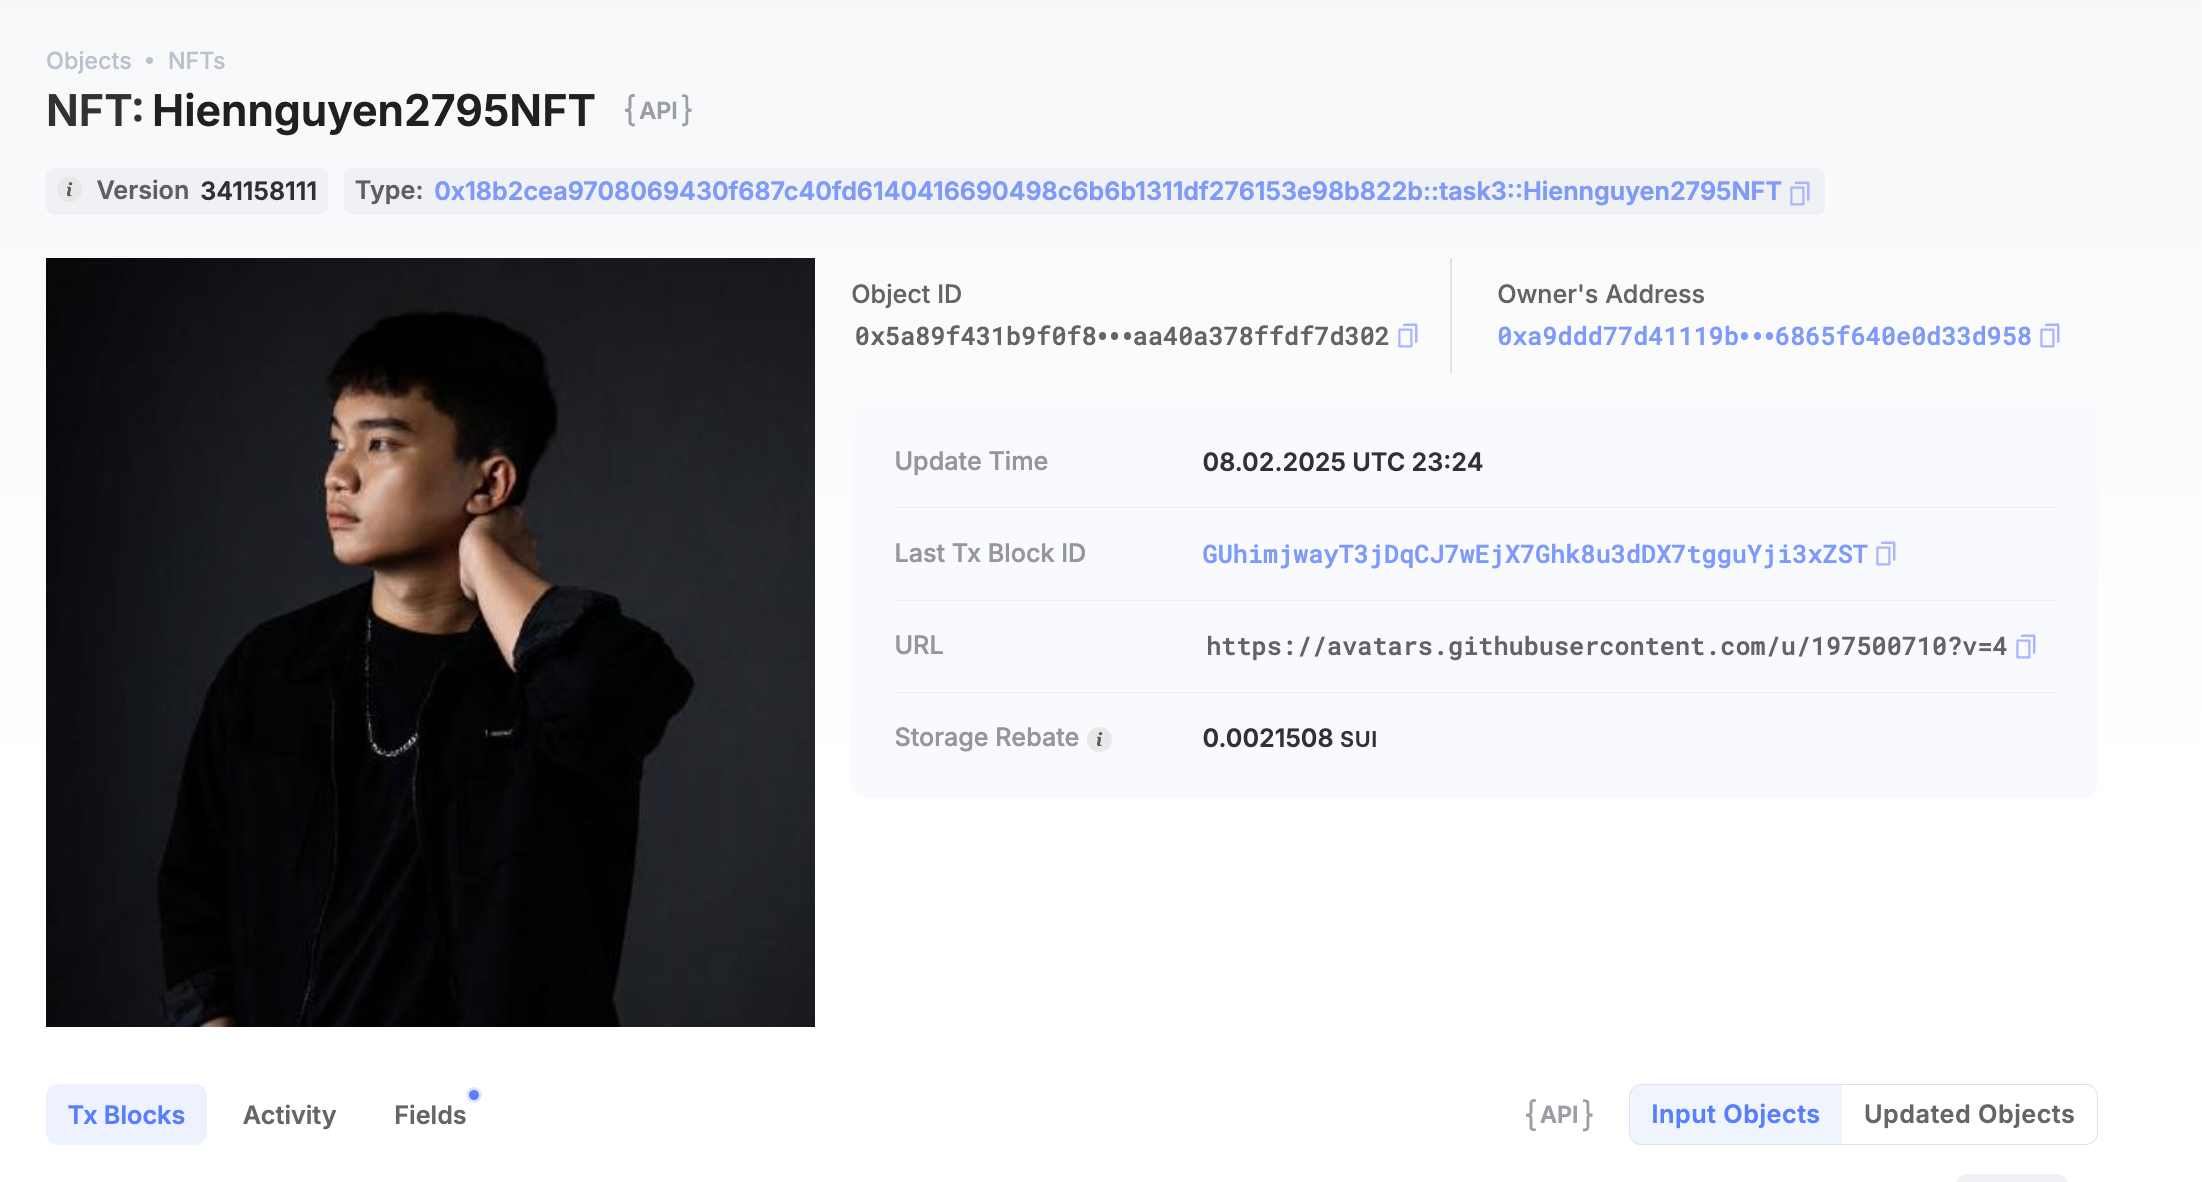 Objects • NFTs
NFT: Hiennguyen2795NFT {API}
i Version 341158111 Type: 0x18b2cea9708069430f687c40fd6140416690498c6b6b1311df276153e98b822b::task3::Hiennguyen2795NFT
Object ID
0x5a89f431b9f0f8•••aa40a378ffdf7d302
Owner's Address
0xa9ddd77d41119b•••6865f640e0d33d958
Update Time 08.02.2025 UTC 23:24
Last Tx Block ID GUhimjwayT3jDqCJ7wEjX7Ghk8u3dDX7tgguYji3xZST
URL https://avatars.githubusercontent.com/u/197500710?v=4
Storage Rebate i 0.0021508 SUI
Tx Blocks Activity Fields {API} Input Objects Updated Objects